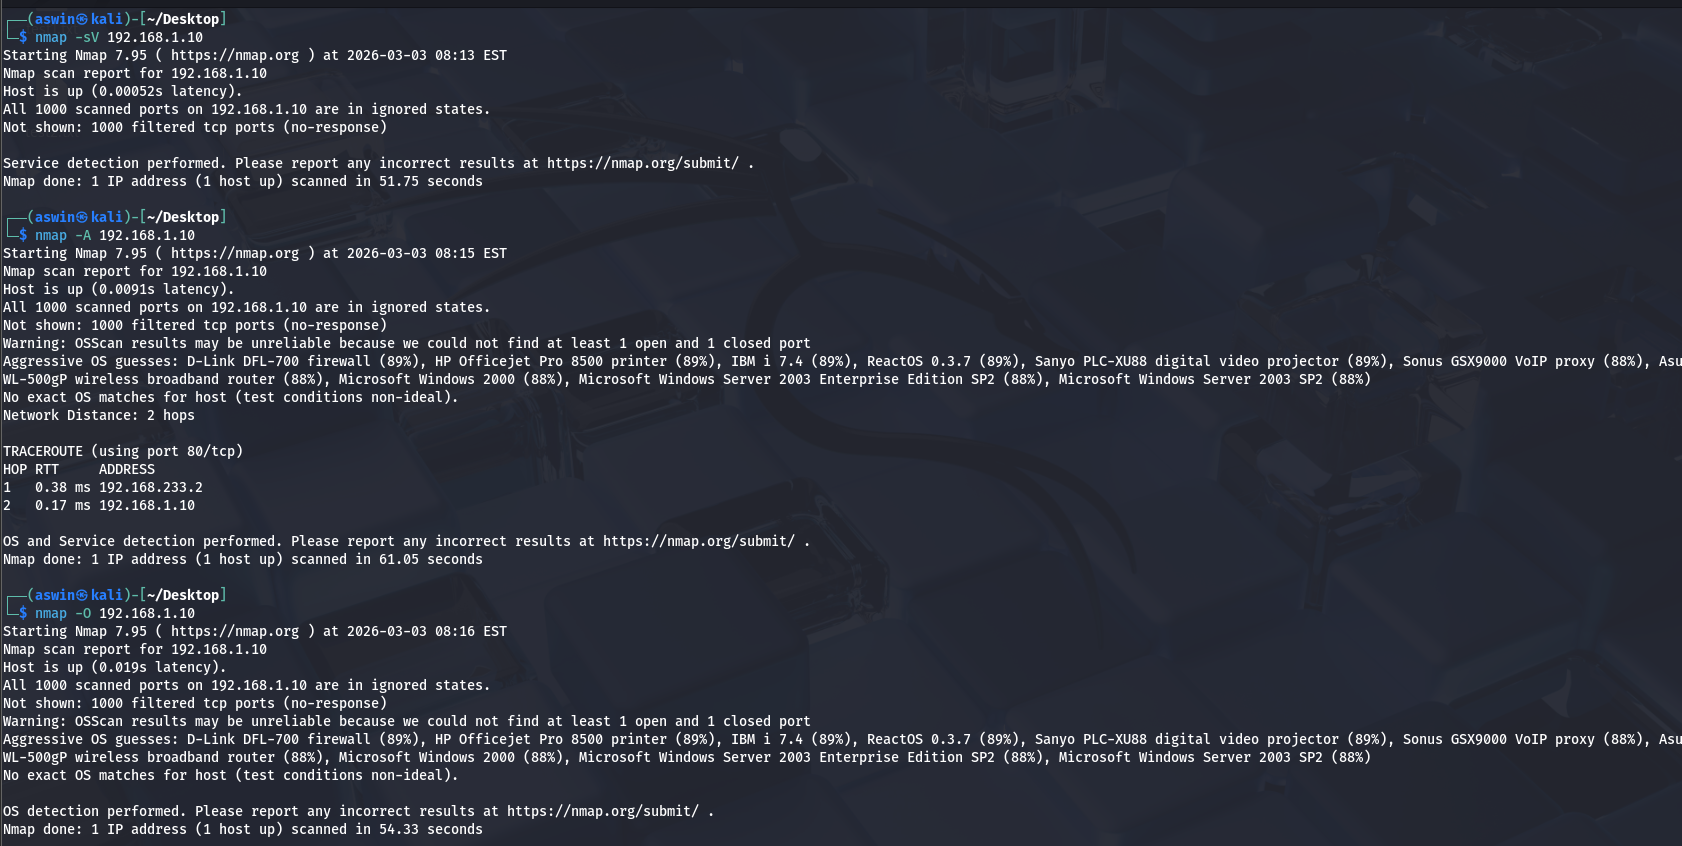 ┌──(aswin㉿kali)-[~/Desktop]
└─$ nmap -sV 192.168.1.10
Starting Nmap 7.95 ( https://nmap.org ) at 2026-03-03 08:13 EST
Nmap scan report for 192.168.1.10
Host is up (0.00052s latency).
All 1000 scanned ports on 192.168.1.10 are in ignored states.
Not shown: 1000 filtered tcp ports (no-response)

Service detection performed. Please report any incorrect results at https://nmap.org/submit/ .
Nmap done: 1 IP address (1 host up) scanned in 51.75 seconds

┌──(aswin㉿kali)-[~/Desktop]
└─$ nmap -A 192.168.1.10
Starting Nmap 7.95 ( https://nmap.org ) at 2026-03-03 08:15 EST
Nmap scan report for 192.168.1.10
Host is up (0.0091s latency).
All 1000 scanned ports on 192.168.1.10 are in ignored states.
Not shown: 1000 filtered tcp ports (no-response)
Warning: OSScan results may be unreliable because we could not find at least 1 open and 1 closed port
Aggressive OS guesses: D-Link DFL-700 firewall (89%), HP Officejet Pro 8500 printer (89%), IBM i 7.4 (89%), ReactOS 0.3.7 (89%), Sanyo PLC-XU88 digital video projector (89%), Sonus GSX9000 VoIP proxy (88%), Asu
WL-500gP wireless broadband router (88%), Microsoft Windows 2000 (88%), Microsoft Windows Server 2003 Enterprise Edition SP2 (88%), Microsoft Windows Server 2003 SP2 (88%)
No exact OS matches for host (test conditions non-ideal).
Network Distance: 2 hops

TRACEROUTE (using port 80/tcp)
HOP RTT     ADDRESS
1   0.38 ms 192.168.233.2
2   0.17 ms 192.168.1.10

OS and Service detection performed. Please report any incorrect results at https://nmap.org/submit/ .
Nmap done: 1 IP address (1 host up) scanned in 61.05 seconds

┌──(aswin㉿kali)-[~/Desktop]
└─$ nmap -O 192.168.1.10
Starting Nmap 7.95 ( https://nmap.org ) at 2026-03-03 08:16 EST
Nmap scan report for 192.168.1.10
Host is up (0.019s latency).
All 1000 scanned ports on 192.168.1.10 are in ignored states.
Not shown: 1000 filtered tcp ports (no-response)
Warning: OSScan results may be unreliable because we could not find at least 1 open and 1 closed port
Aggressive OS guesses: D-Link DFL-700 firewall (89%), HP Officejet Pro 8500 printer (89%), IBM i 7.4 (89%), ReactOS 0.3.7 (89%), Sanyo PLC-XU88 digital video projector (89%), Sonus GSX9000 VoIP proxy (88%), Asu
WL-500gP wireless broadband router (88%), Microsoft Windows 2000 (88%), Microsoft Windows Server 2003 Enterprise Edition SP2 (88%), Microsoft Windows Server 2003 SP2 (88%)
No exact OS matches for host (test conditions non-ideal).

OS detection performed. Please report any incorrect results at https://nmap.org/submit/ .
Nmap done: 1 IP address (1 host up) scanned in 54.33 seconds